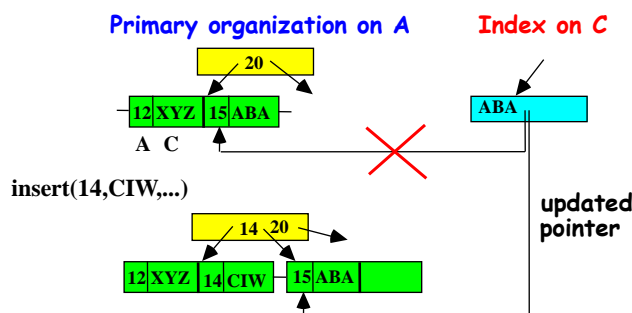 Primary organization on A
Index on C
20
12 XYZ 15 ABA
ABA
A C
insert(14,CIW,...)
updated
pointer
14 20
12 XYZ 14 CIW 15 ABA